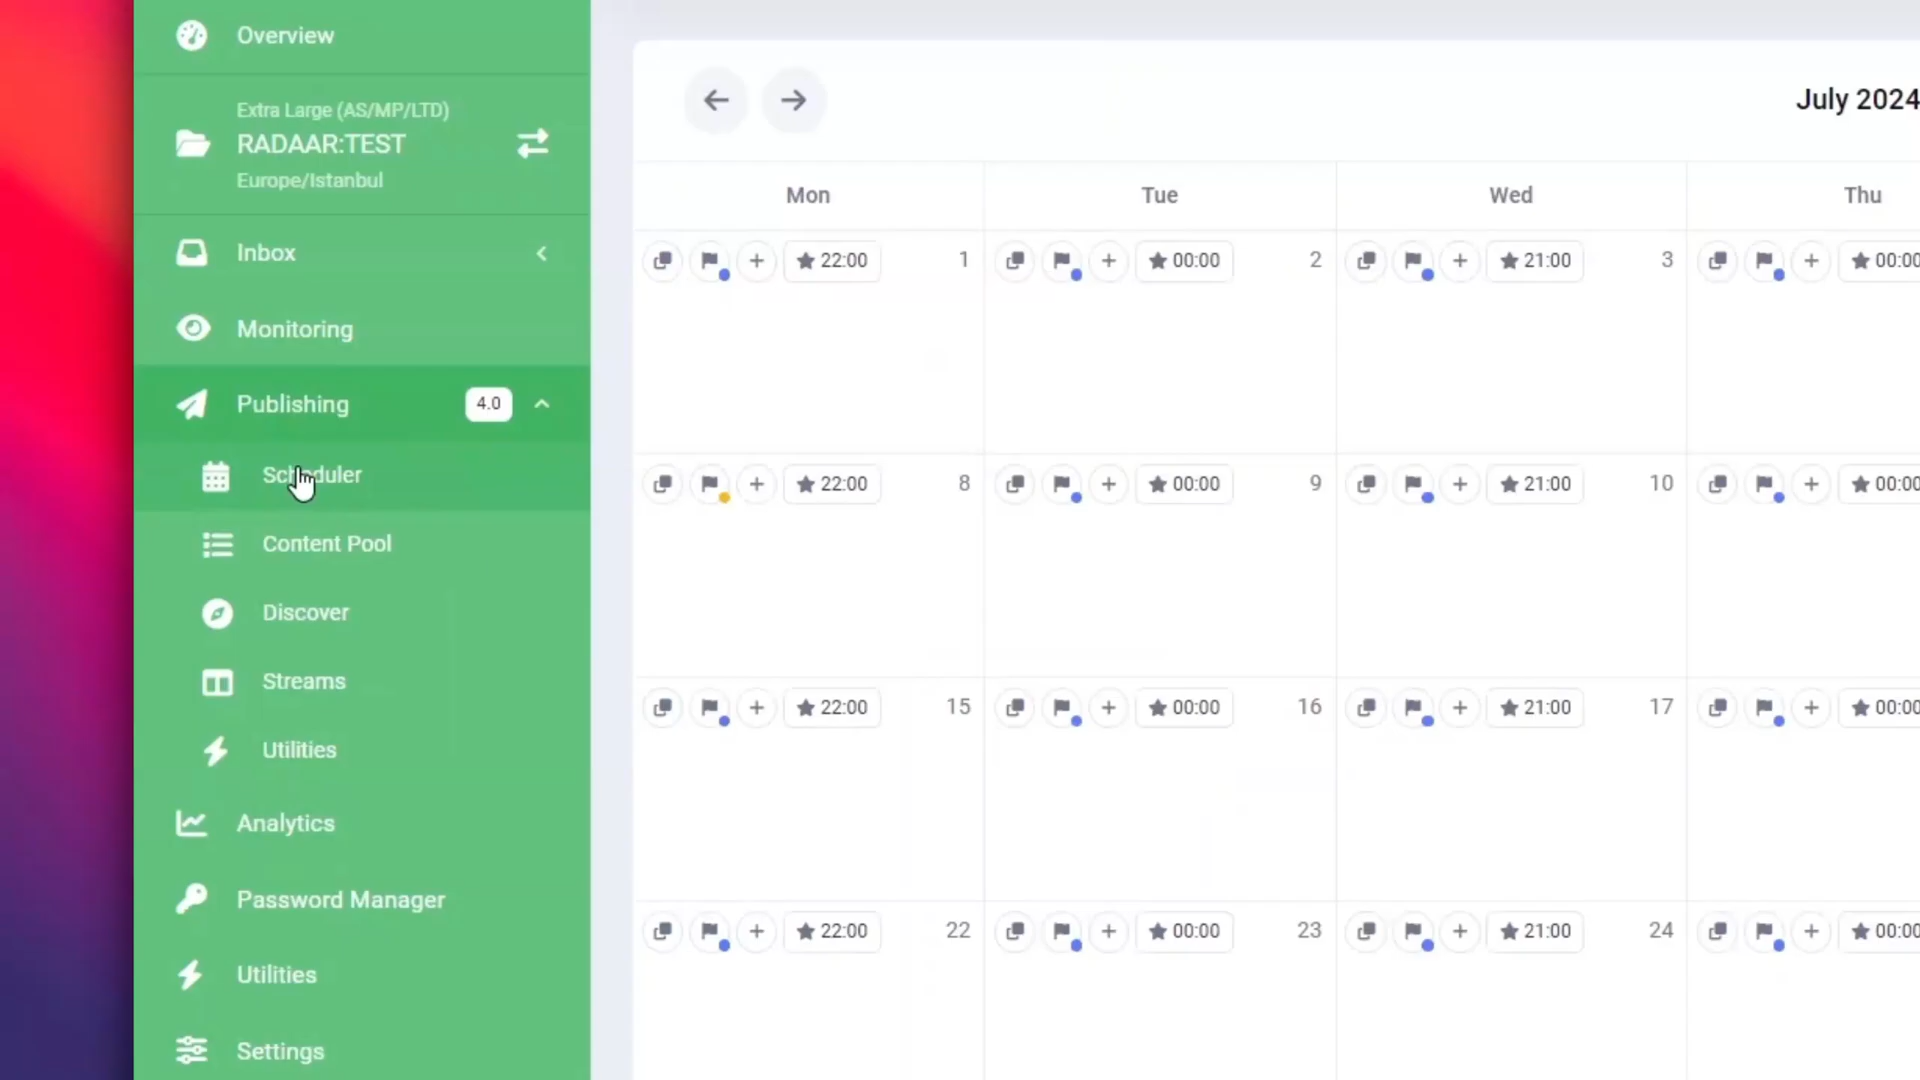 Overview
Extra Large (AS/MP/LTD)
RADAAR:TEST
Europe/Istanbul
Inbox
Monitoring
Publishing 4.0
Scheduler
Content Pool
Discover
Streams
Utilities
Analytics
Password Manager
Utilities
Settings
July 2024
Mon Tue Wed Thu
22:00 1 00:00 2 21:00 3 00:00
22:00 8 00:00 9 21:00 10 00:00
22:00 15 00:00 16 21:00 17 00:00
22:00 22 00:00 23 21:00 24 00:00